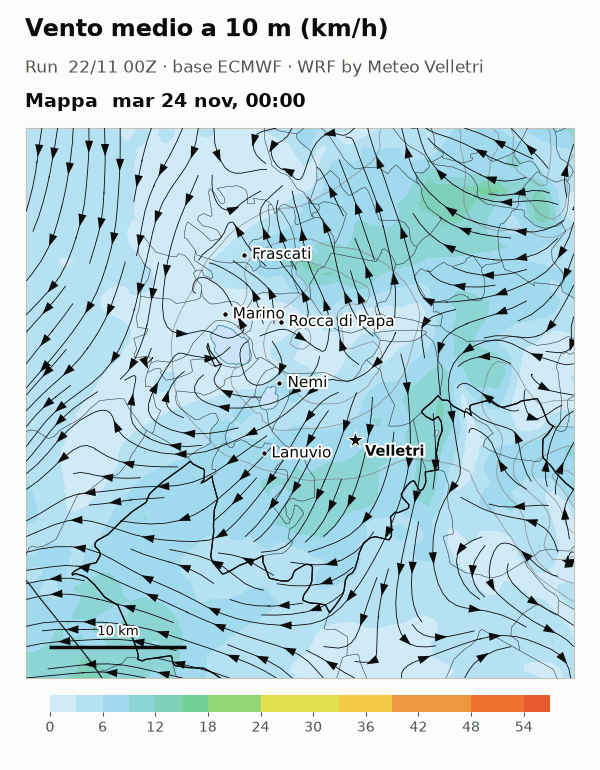 Vento medio a 10 m (km/h)
Run 22/11 00Z · base ECMWF · WRF by Meteo Velletri
Mappa mar 24 nov, 00:00
Frascati
Marino
Rocca di Papa
Nemi
Velletri
Lanuvio
10 km
0 6 12 18 24 30 36 42 48 54